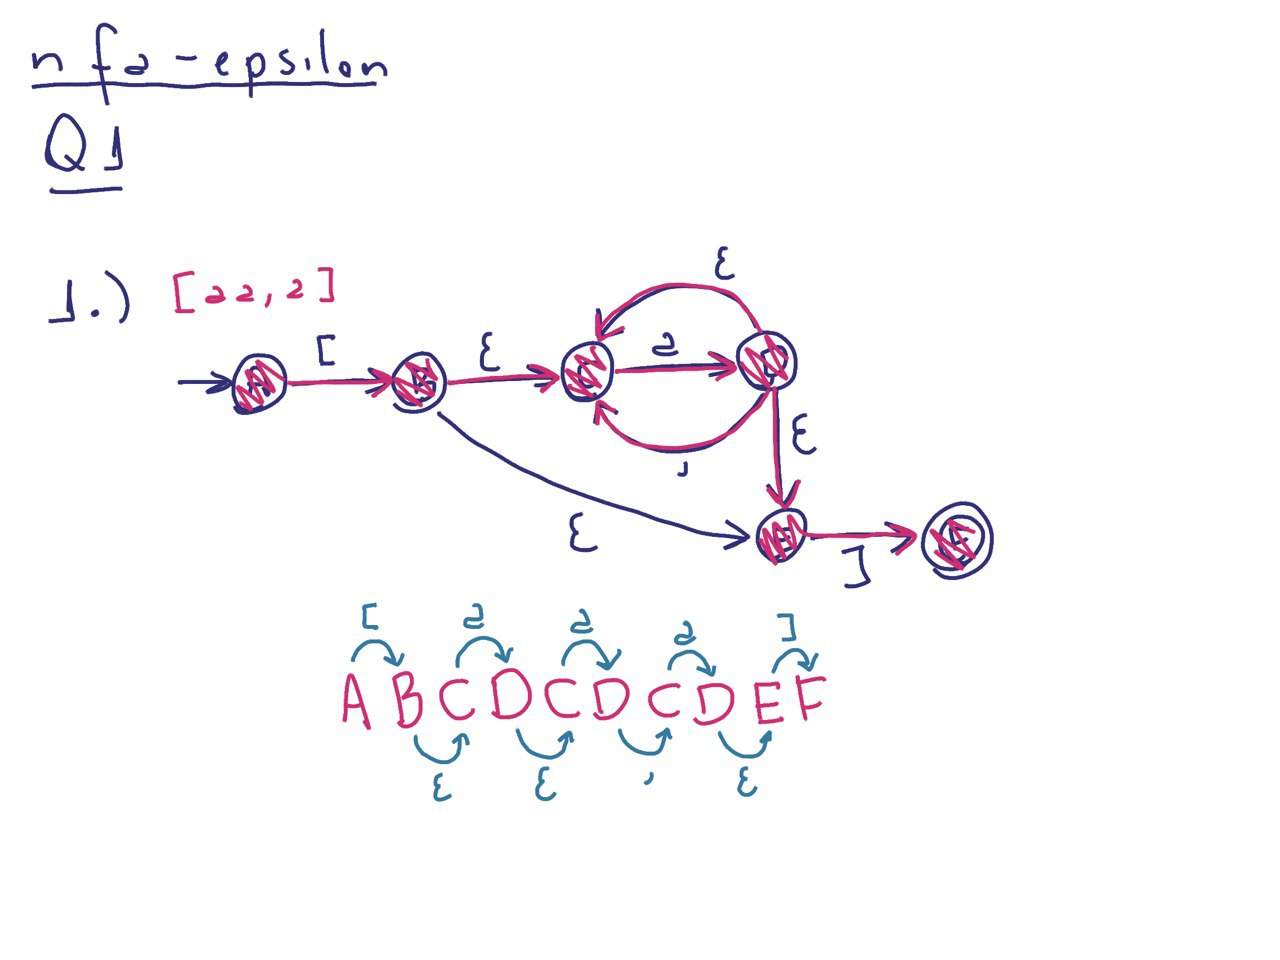 nfa-epsilon
Q1
1.) [aa,a]
ε
[ ε a
, ε
ε ]
[ a a a ]
A B C D C D C D E F
ε ε , ε